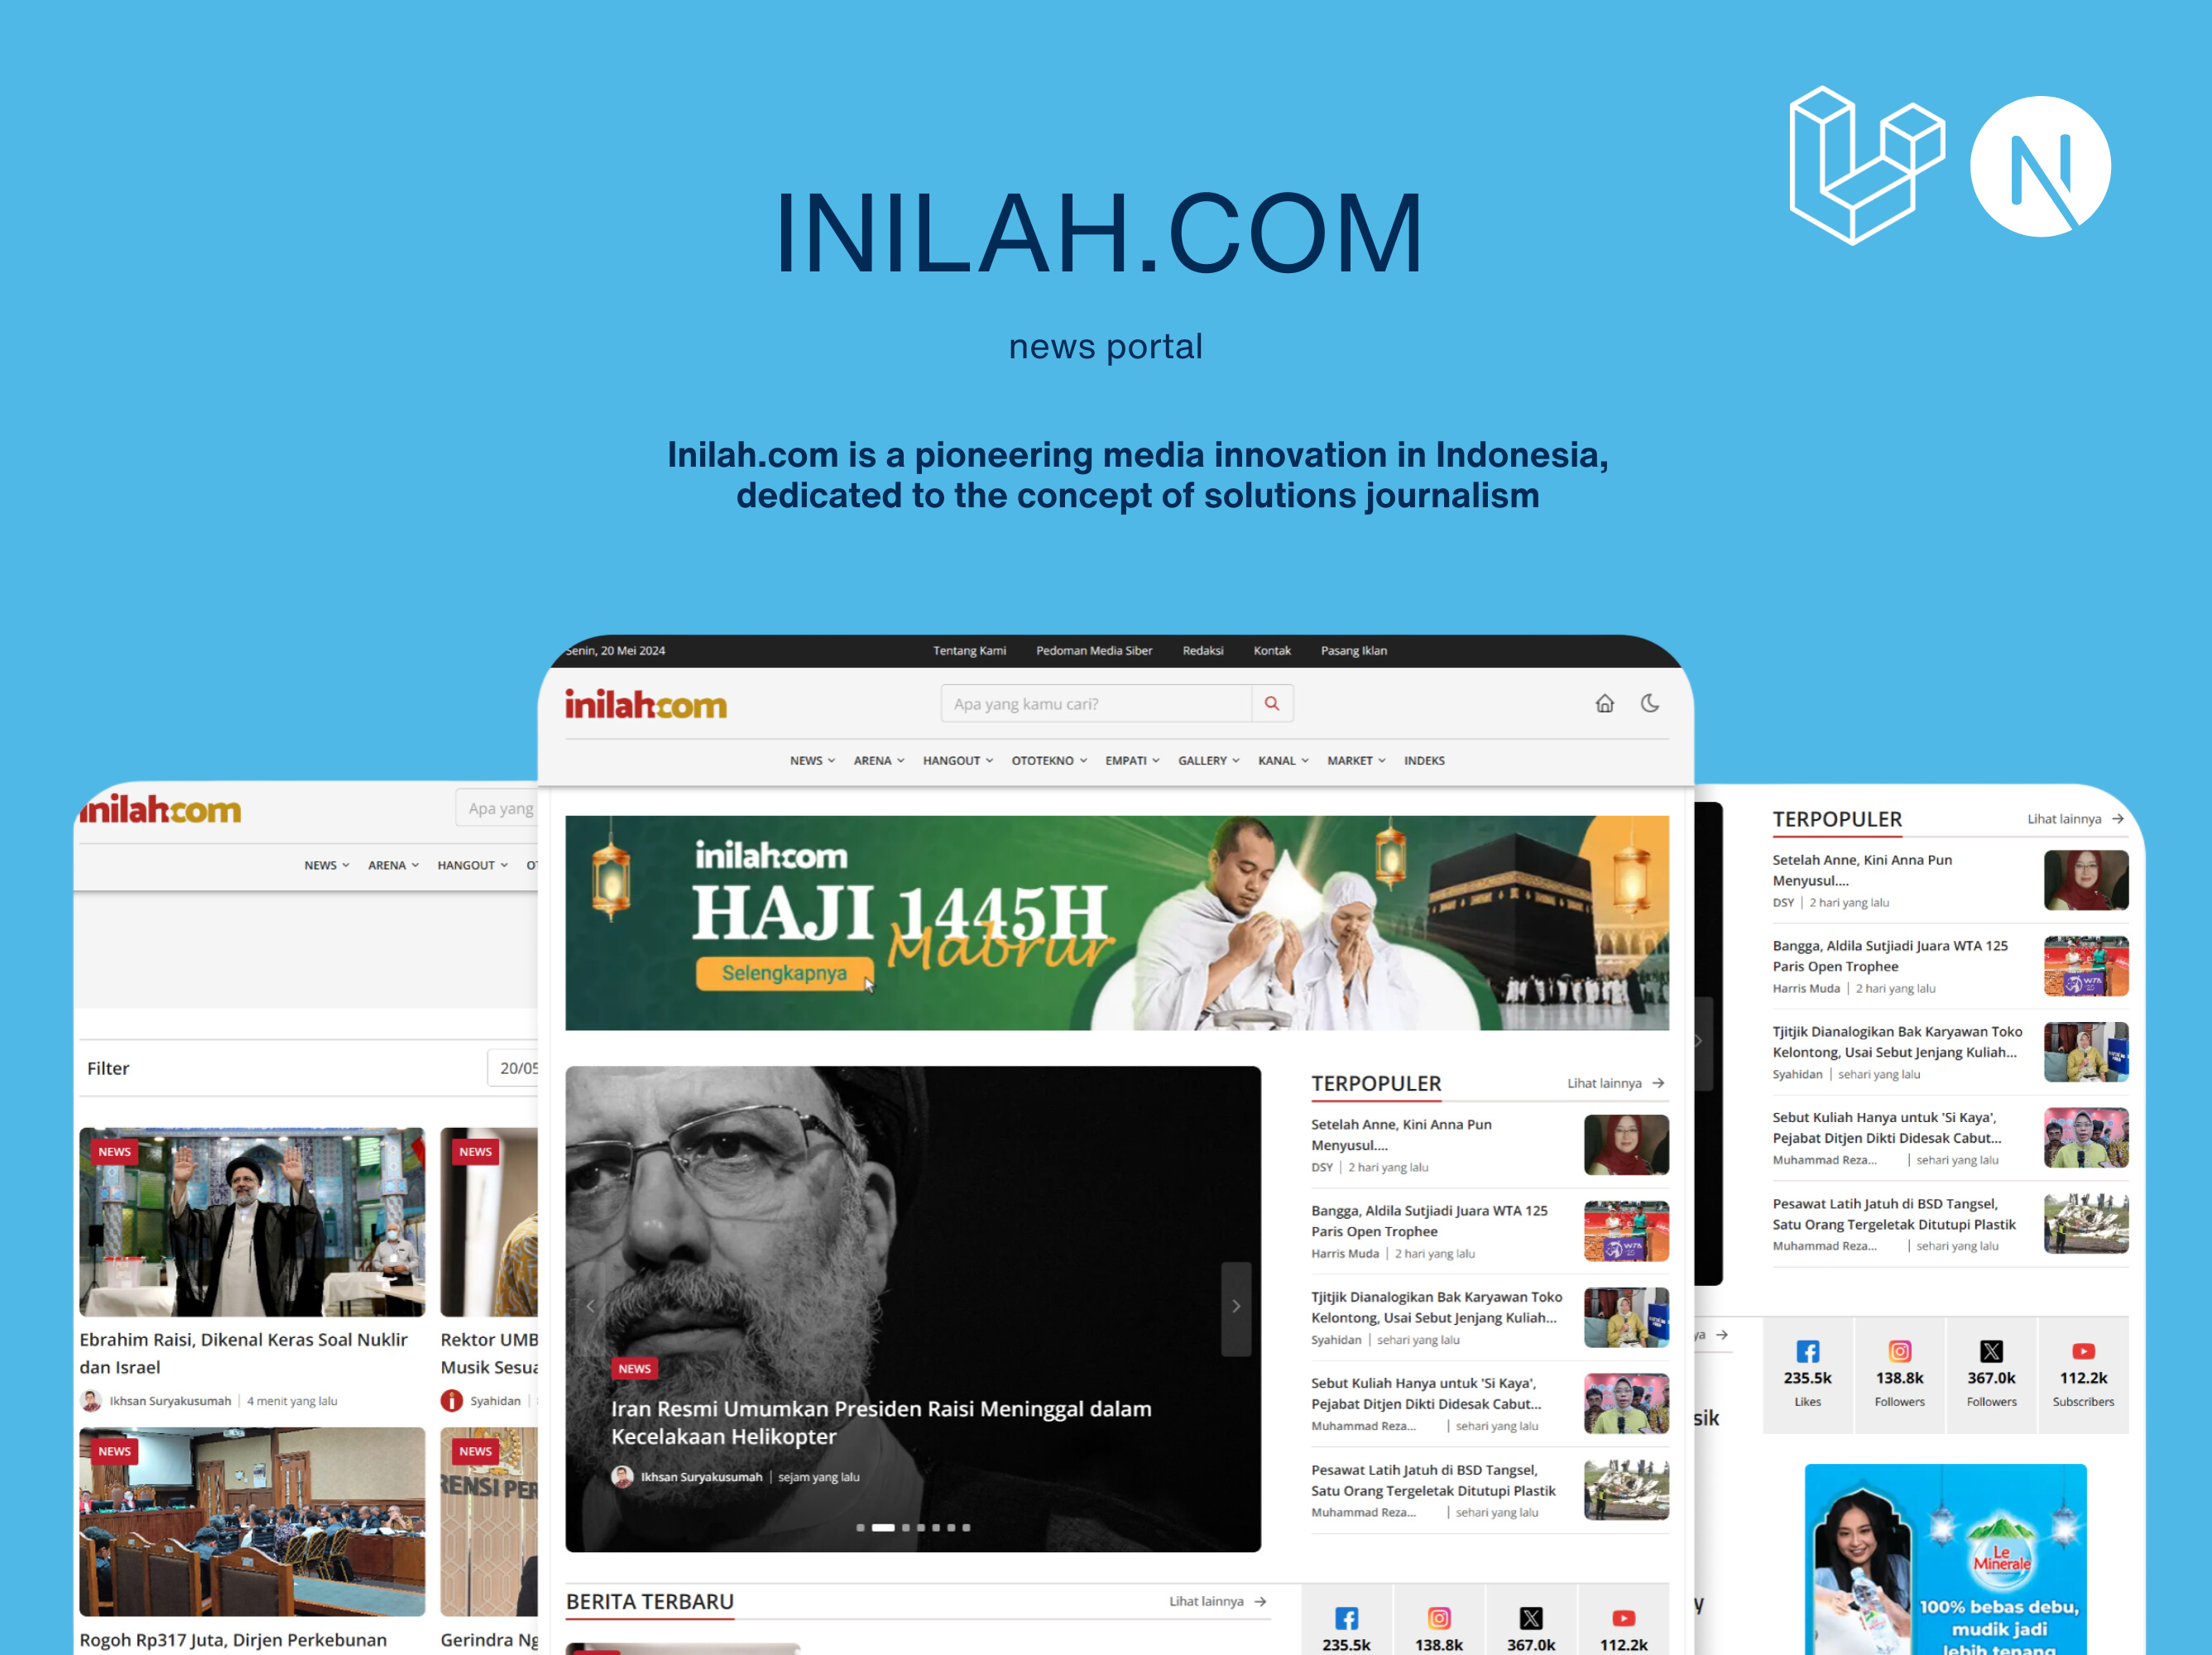 INILAH.COM
news portal
Inilah.com is a pioneering media innovation in Indonesia,
dedicated to the concept of solutions journalism
Senin, 20 Mei 2024
Tentang Kami
Pedoman Media Siber
Redaksi
Kontak
Pasang Iklan
inilah:com
Apa yang kamu cari?
NEWS
ARENA
HANGOUT
OTOTEKNO
EMPATI
GALLERY
KANAL
MARKET
INDEKS
inilah:com
HAJI 1445H
Mabrur
Selengkapnya
NEWS
Iran Resmi Umumkan Presiden Raisi Meninggal dalam
Kecelakaan Helikopter
Ikhsan Suryakusumah | sejam yang lalu
TERPOPULER
Lihat lainnya →
Setelah Anne, Kini Anna Pun
Menyusul....
DSY | 2 hari yang lalu
Bangga, Aldila Sutjiadi Juara WTA 125
Paris Open Trophee
Harris Muda | 2 hari yang lalu
Tjitjik Dianalogikan Bak Karyawan Toko
Kelontong, Usai Sebut Jenjang Kuliah...
Syahidan | sehari yang lalu
Sebut Kuliah Hanya untuk 'Si Kaya',
Pejabat Ditjen Dikti Didesak Cabut...
Muhammad Reza... | sehari yang lalu
Pesawat Latih Jatuh di BSD Tangsel,
Satu Orang Tergeletak Ditutupi Plastik
Muhammad Reza... | sehari yang lalu
BERITA TERBARU
Lihat lainnya →
235.5k
138.8k
367.0k
112.2k
inilah:com
Apa yang
NEWS
ARENA
HANGOUT
Filter
20/05
NEWS
Ebrahim Raisi, Dikenal Keras Soal Nuklir
dan Israel
Ikhsan Suryakusumah | 4 menit yang lalu
NEWS
Rektor UMB
Musik Sesua
Syahidan |
NEWS
Rogoh Rp317 Juta, Dirjen Perkebunan
NEWS
RENSI PER
Gerindra Ng
TERPOPULER
Lihat lainnya →
Setelah Anne, Kini Anna Pun
Menyusul....
DSY | 2 hari yang lalu
Bangga, Aldila Sutjiadi Juara WTA 125
Paris Open Trophee
Harris Muda | 2 hari yang lalu
Tjitjik Dianalogikan Bak Karyawan Toko
Kelontong, Usai Sebut Jenjang Kuliah...
Syahidan | sehari yang lalu
Sebut Kuliah Hanya untuk 'Si Kaya',
Pejabat Ditjen Dikti Didesak Cabut...
Muhammad Reza... | sehari yang lalu
Pesawat Latih Jatuh di BSD Tangsel,
Satu Orang Tergeletak Ditutupi Plastik
Muhammad Reza... | sehari yang lalu
ya →
sik
y
235.5k
Likes
138.8k
Followers
367.0k
Followers
112.2k
Subscribers
Le
Minerale
100% bebas debu,
mudik jadi
lebih tenang